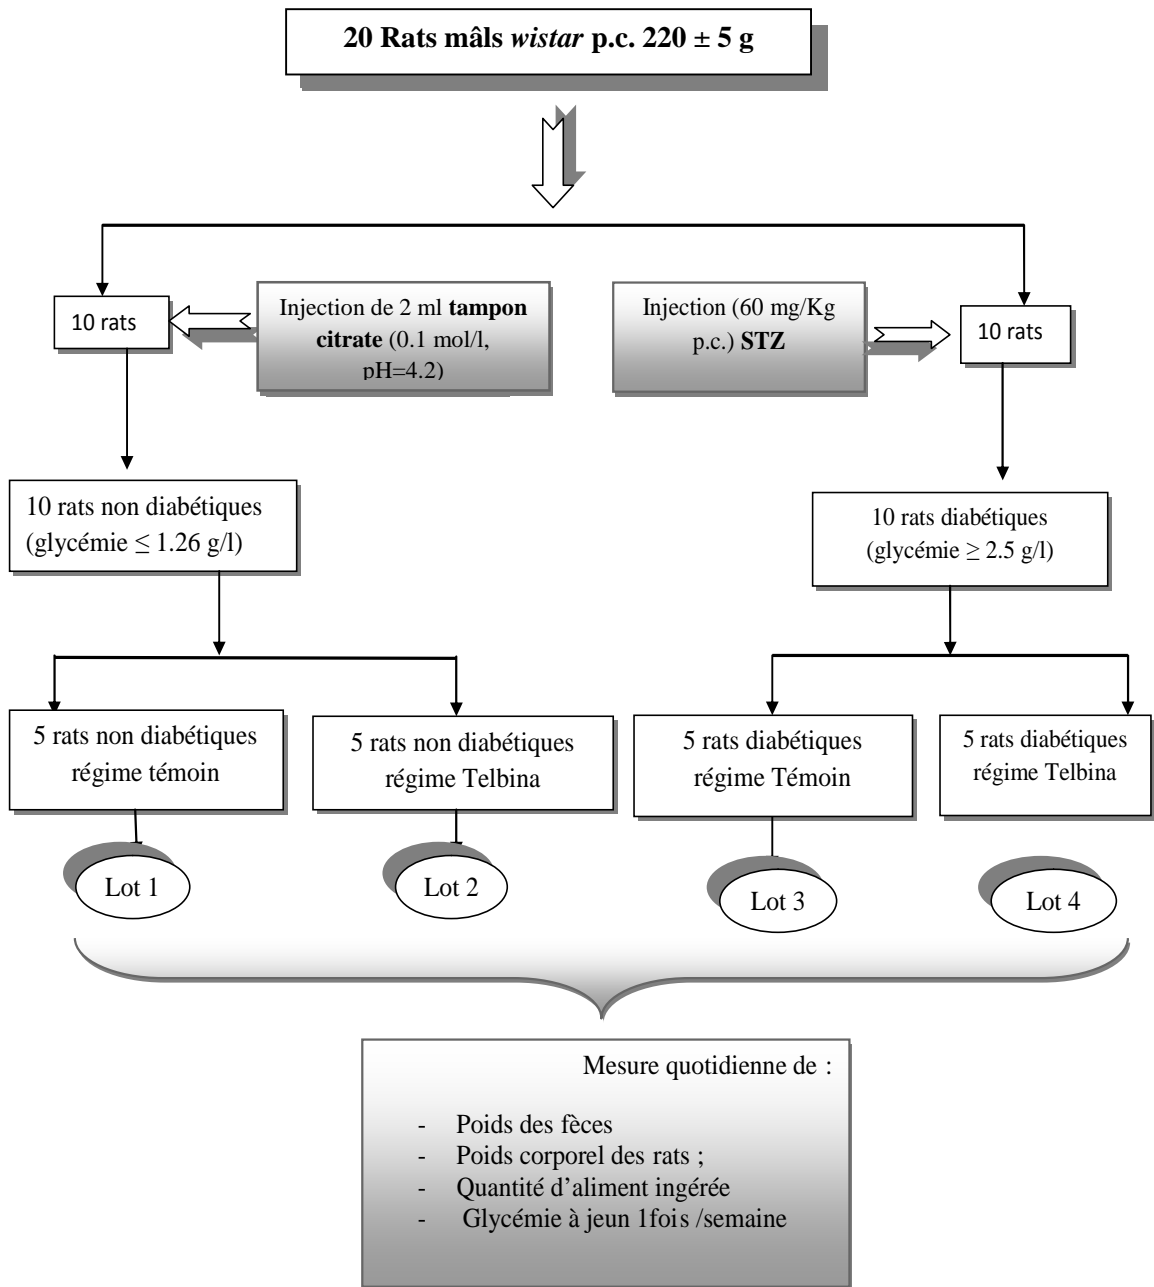 20 Rats mâls wistar p.c. 220 ± 5 g
10 rats
Injection de 2 ml tampon
citrate (0.1 mol/l,
pH=4.2)
Injection (60 mg/Kg
p.c.) STZ
10 rats
10 rats non diabétiques
(glycémie ≤ 1.26 g/l)
10 rats diabétiques
(glycémie ≥ 2.5 g/l)
5 rats non diabétiques
régime témoin
5 rats non diabétiques
régime Telbina
5 rats diabétiques
régime Témoin
5 rats diabétiques
régime Telbina
Lot 1
Lot 2
Lot 3
Lot 4
Mesure quotidienne de :
- Poids des fèces
- Poids corporel des rats ;
- Quantité d’aliment ingérée
- Glycémie à jeun 1fois /semaine